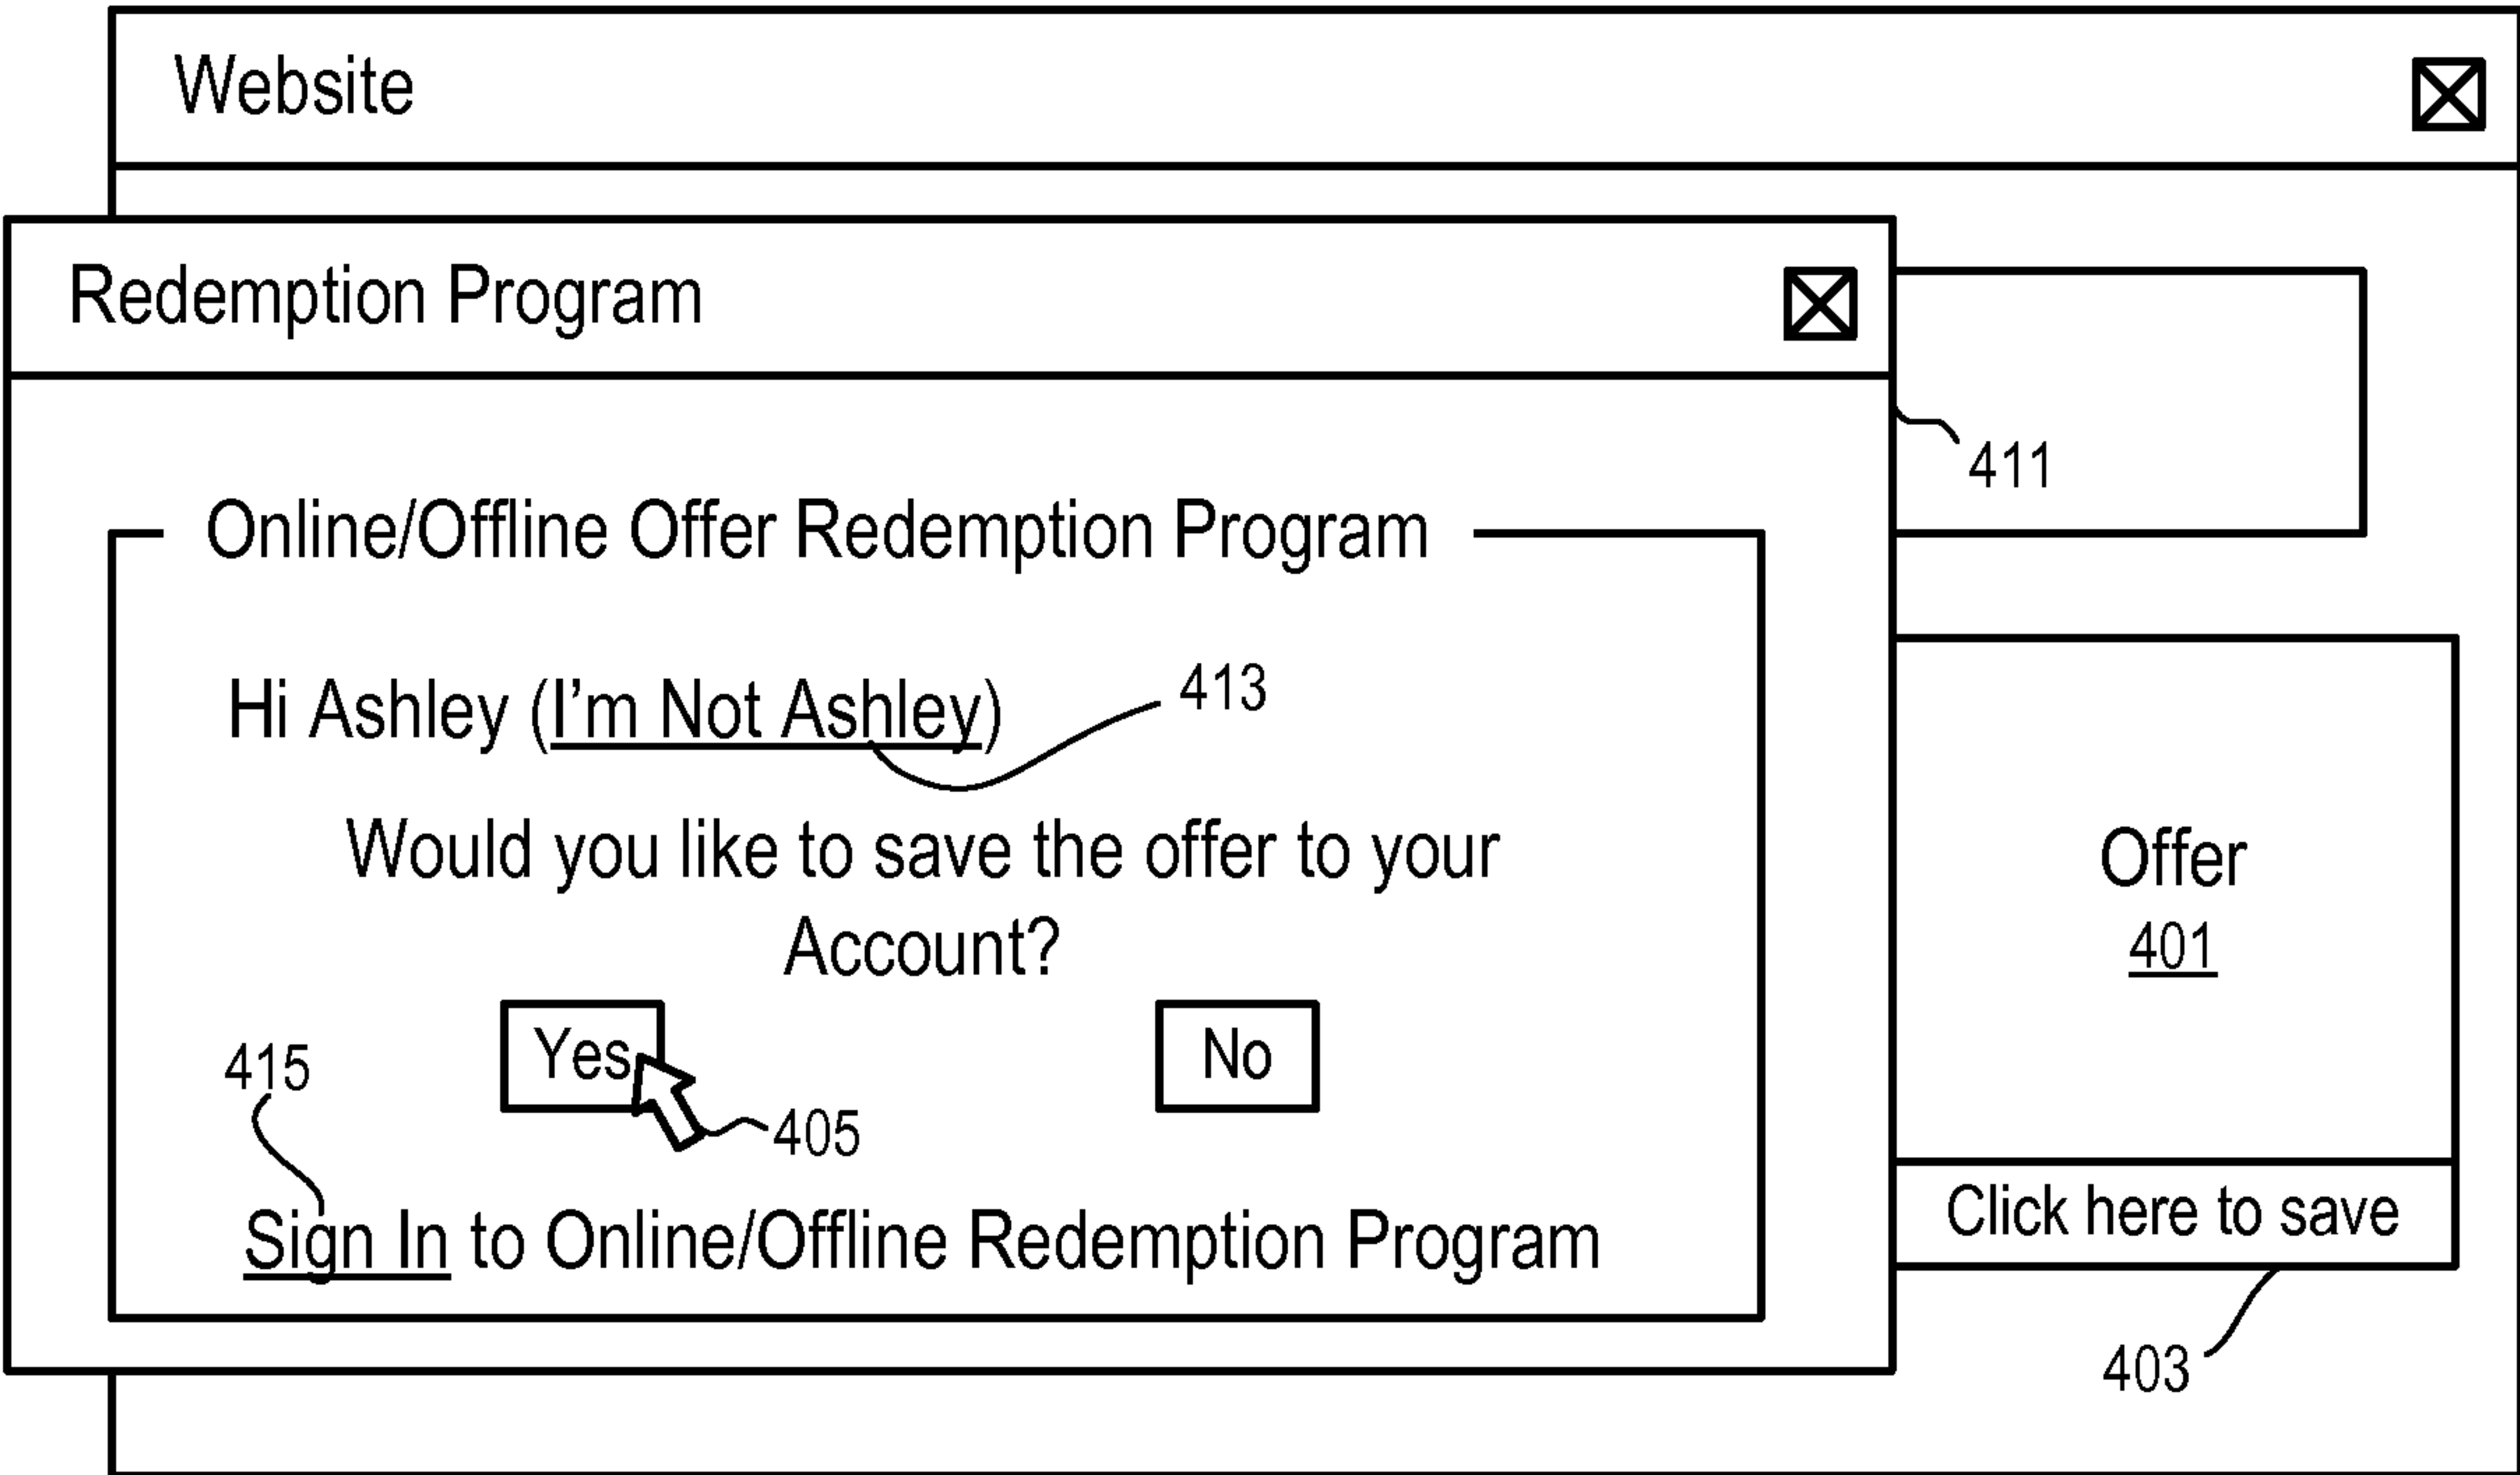 Website
Redemption Program
411
Online/Offline Offer Redemption Program
Hi Ashley (I'm Not Ashley)
413
Would you like to save the offer to your
Account?
Offer
401
Yes
No
415
405
Sign In to Online/Offline Redemption Program
Click here to save
403